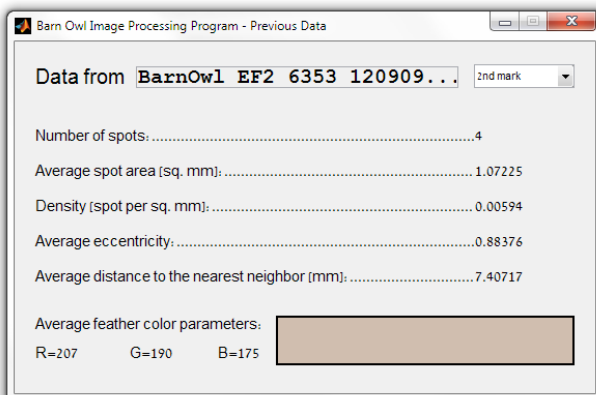 Barn Owl Image Processing Program - Previous Data
Data from BarnOwl EF2 6353 120909... 2nd mark
Number of spots:.....................................................................................4
Average spot area (sq. mm):..................................................................1.07225
Density (spot per sq. mm):.....................................................................0.00594
Average eccentricity:..............................................................................0.88376
Average distance to the nearest neighbor (mm):.................................7.40717
Average feather color parameters:
R=207 G=190 B=175